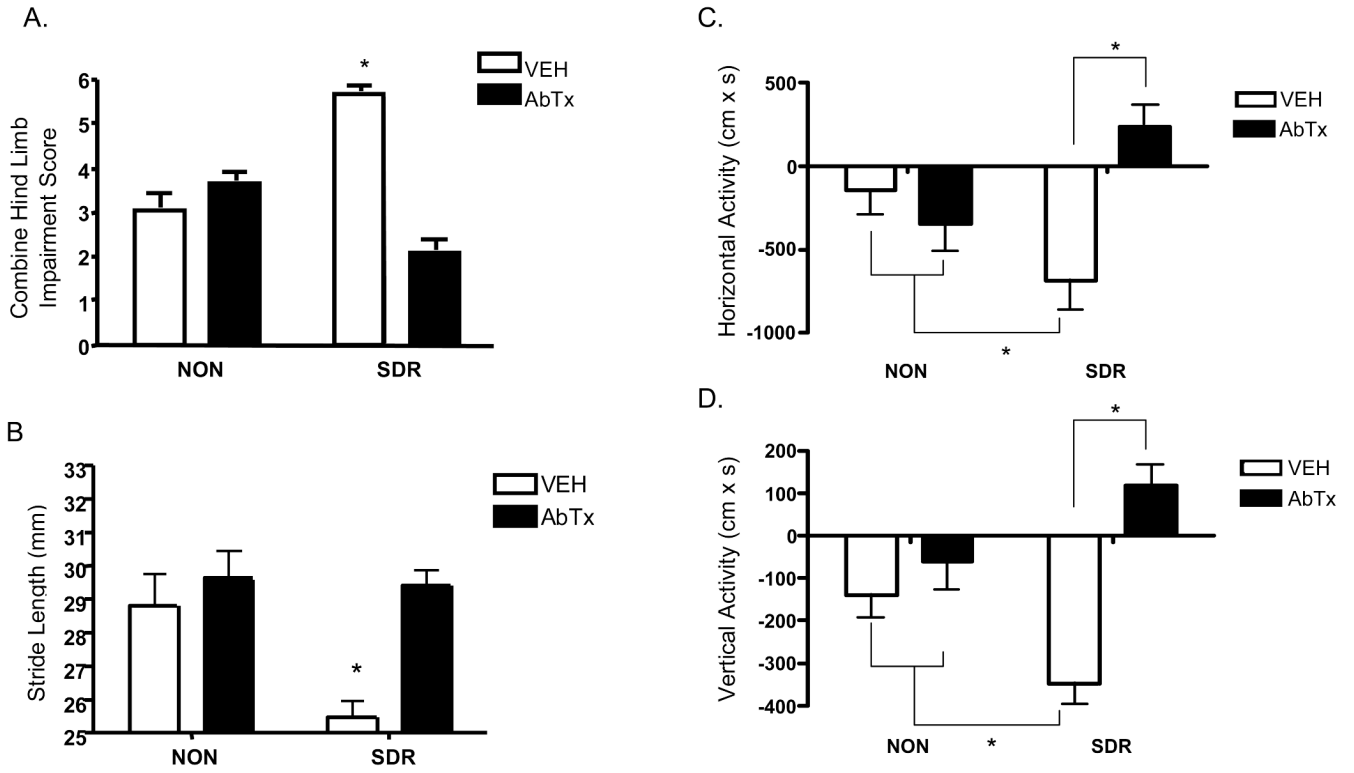 A.
Combine Hind Limb
Impairment Score
6
5
4
3
2
1
0
*
VEH
AbTx
NON SDR
B
Stride Length (mm)
33
32
31
30
29
28
27
26
25
*
VEH
AbTx
NON SDR
C.
Horizontal Activity (cm x s)
500
0
-500
-1000
*
*
VEH
AbTx
NON SDR
D.
Vertical Activity (cm x s)
200
100
0
-100
-200
-300
-400
*
VEH
AbTx
NON * SDR